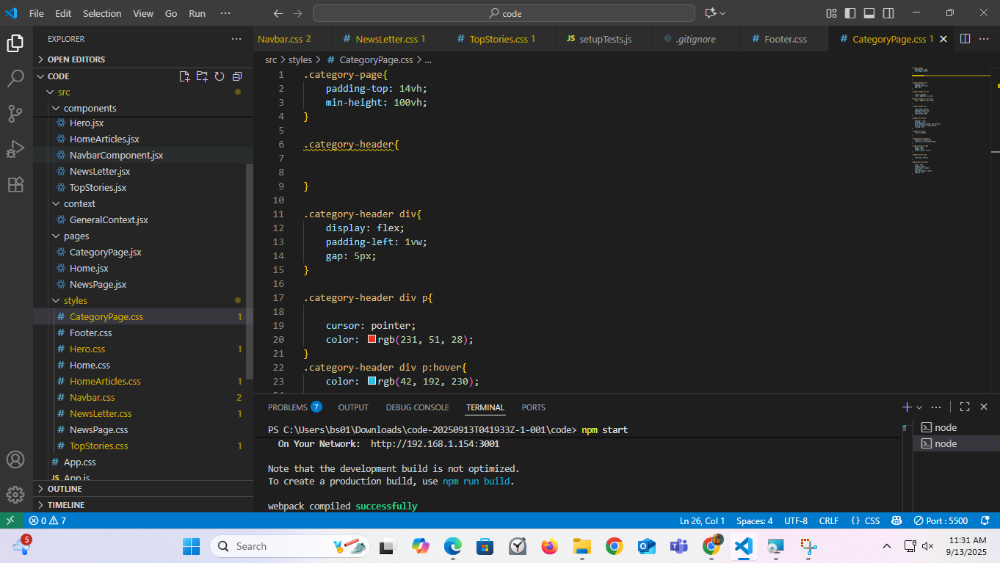 File Edit Selection View Go Run ···
code
EXPLORER
OPEN EDITORS
CODE
src
components
Hero.jsx
HomeArticles.jsx
NavbarComponent.jsx
NewsLetter.jsx
TopStories.jsx
context
GeneralContext.jsx
pages
CategoryPage.jsx
Home.jsx
NewsPage.jsx
styles
# CategoryPage.css 1
# Footer.css
# Hero.css 1
# Home.css
# HomeArticles.css 1
# Navbar.css 2
# NewsLetter.css 1
# NewsPage.css
# TopStories.css 1
# App.css
JS App.js
OUTLINE
TIMELINE
Navbar.css 2 # NewsLetter.css 1 # TopStories.css 1 JS setupTests.js .gitignore # Footer.css # CategoryPage.css 1
src > styles > # CategoryPage.css > ...
1 .category-page{
2 padding-top: 14vh;
3 min-height: 100vh;
4 }
5
6 .category-header{
7
8
9 }
10
11 .category-header div{
12 display: flex;
13 padding-left: 1vw;
14 gap: 5px;
15 }
16
17 .category-header div p{
18
19 cursor: pointer;
20 color: rgb(231, 51, 28);
21 }
22 .category-header div p:hover{
23 color: rgb(42, 192, 230);
PROBLEMS 7 OUTPUT DEBUG CONSOLE TERMINAL PORTS
PS C:\Users\bs01\Downloads\code-20250913T041933Z-1-001\code> npm start
On Your Network: http://192.168.1.154:3001
Note that the development build is not optimized.
To create a production build, use npm run build.
webpack compiled successfully
node
node
0 7 Ln 26, Col 1 Spaces: 4 UTF-8 CRLF {} CSS Port : 5500
5
Search
11:31 AM
9/13/2025